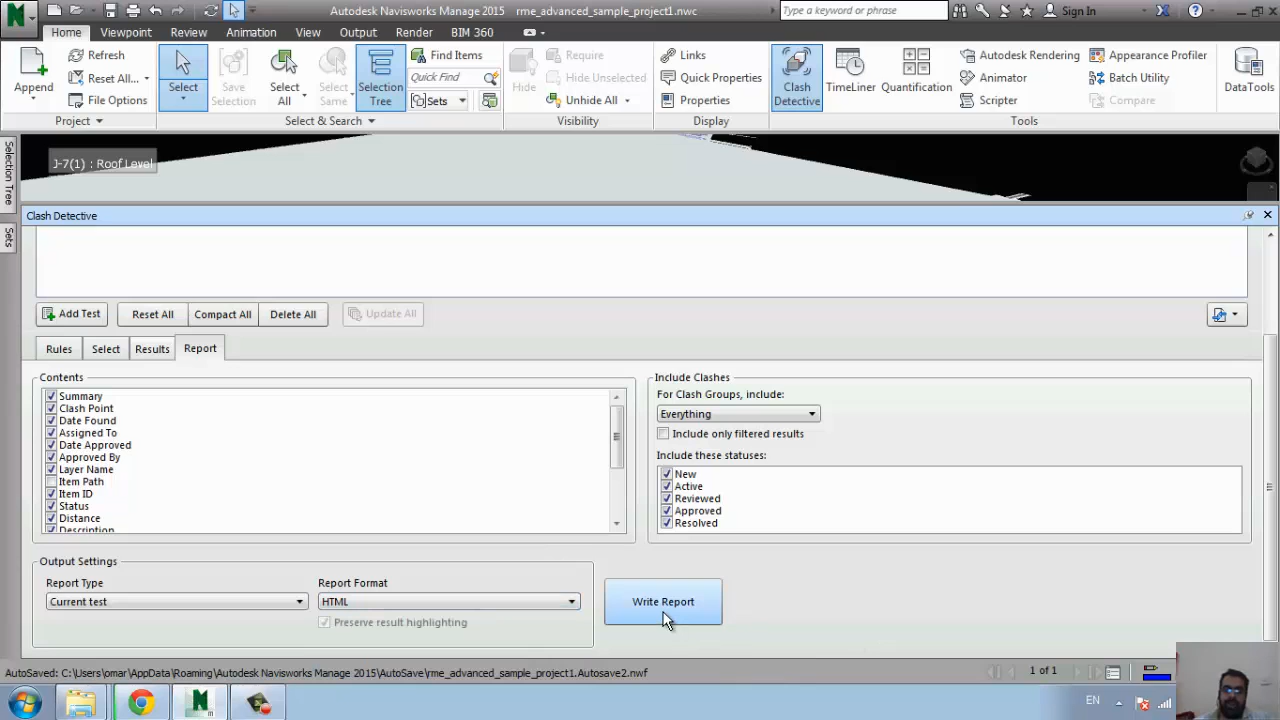 Autodesk Navisworks Manage 2015 rme_advanced_sample_project1.nwc
Type a keyword or phrase
Sign In
Home Viewpoint Review Animation View Output Render BIM 360
Append
Refresh
Reset All...
File Options
Project
Select
Save Selection
Select All
Select Same
Selection Tree
Find Items
Quick Find
Sets
Select & Search
Hide
Require
Hide Unselected
Unhide All
Visibility
Links
Quick Properties
Properties
Display
Clash Detective
TimeLiner
Quantification
Autodesk Rendering
Animator
Scripter
Appearance Profiler
Batch Utility
Compare
DataTools
Tools
Selection Tree
Sets
J-7(1) : Roof Level
Clash Detective
Add Test Reset All Compact All Delete All Update All
Rules Select Results Report
Contents
Summary
Clash Point
Date Found
Assigned To
Date Approved
Approved By
Layer Name
Item Path
Item ID
Status
Distance
Description
Include Clashes
For Clash Groups, include:
Everything
Include only filtered results
Include these statuses:
New
Active
Reviewed
Approved
Resolved
Output Settings
Report Type
Current test
Report Format
HTML
Preserve result highlighting
Write Report
AutoSaved: C:\Users\omar\AppData\Roaming\Autodesk Navisworks Manage 2015\AutoSave\rme_advanced_sample_project1.Autosave2.nwf
1 of 1
EN